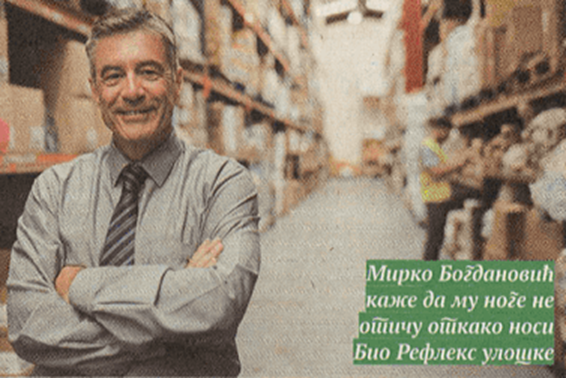 Мирко Богдановић
каже да му ноге не
отичу откако носи
Био Рефлекс улошке